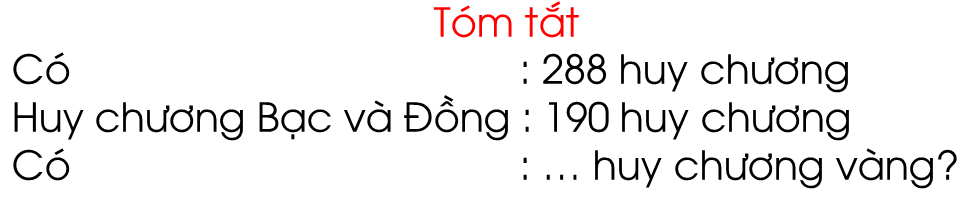 Tóm tắt
Có : 288 huy chương
Huy chương Bạc và Đồng : 190 huy chương
Có : ... huy chương vàng?